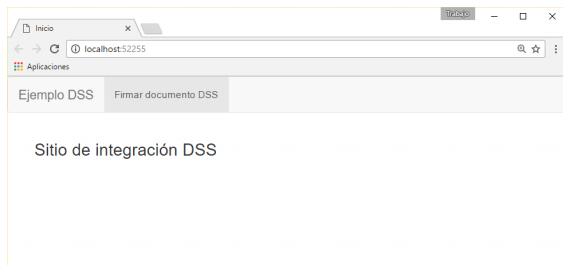 Trabajo
Inicio
localhost:52255
Aplicaciones
Ejemplo DSS Firmar documento DSS
Sitio de integración DSS